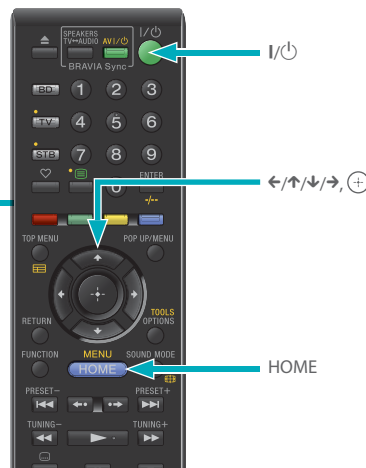 SPEAKERS
TV↔AUDIO AV I/⏻ I/⏻
BRAVIA Sync
BD 1 2 3
TV 4 5 6
STB 7 8 9
0 ENTER
-/--
TOP MENU POP UP/MENU
TOOLS
RETURN OPTIONS
FUNCTION MENU SOUND MODE
HOME
PRESET– PRESET+
TUNING– TUNING+
I/⏻
←/↑/↓/→, ⊕
HOME